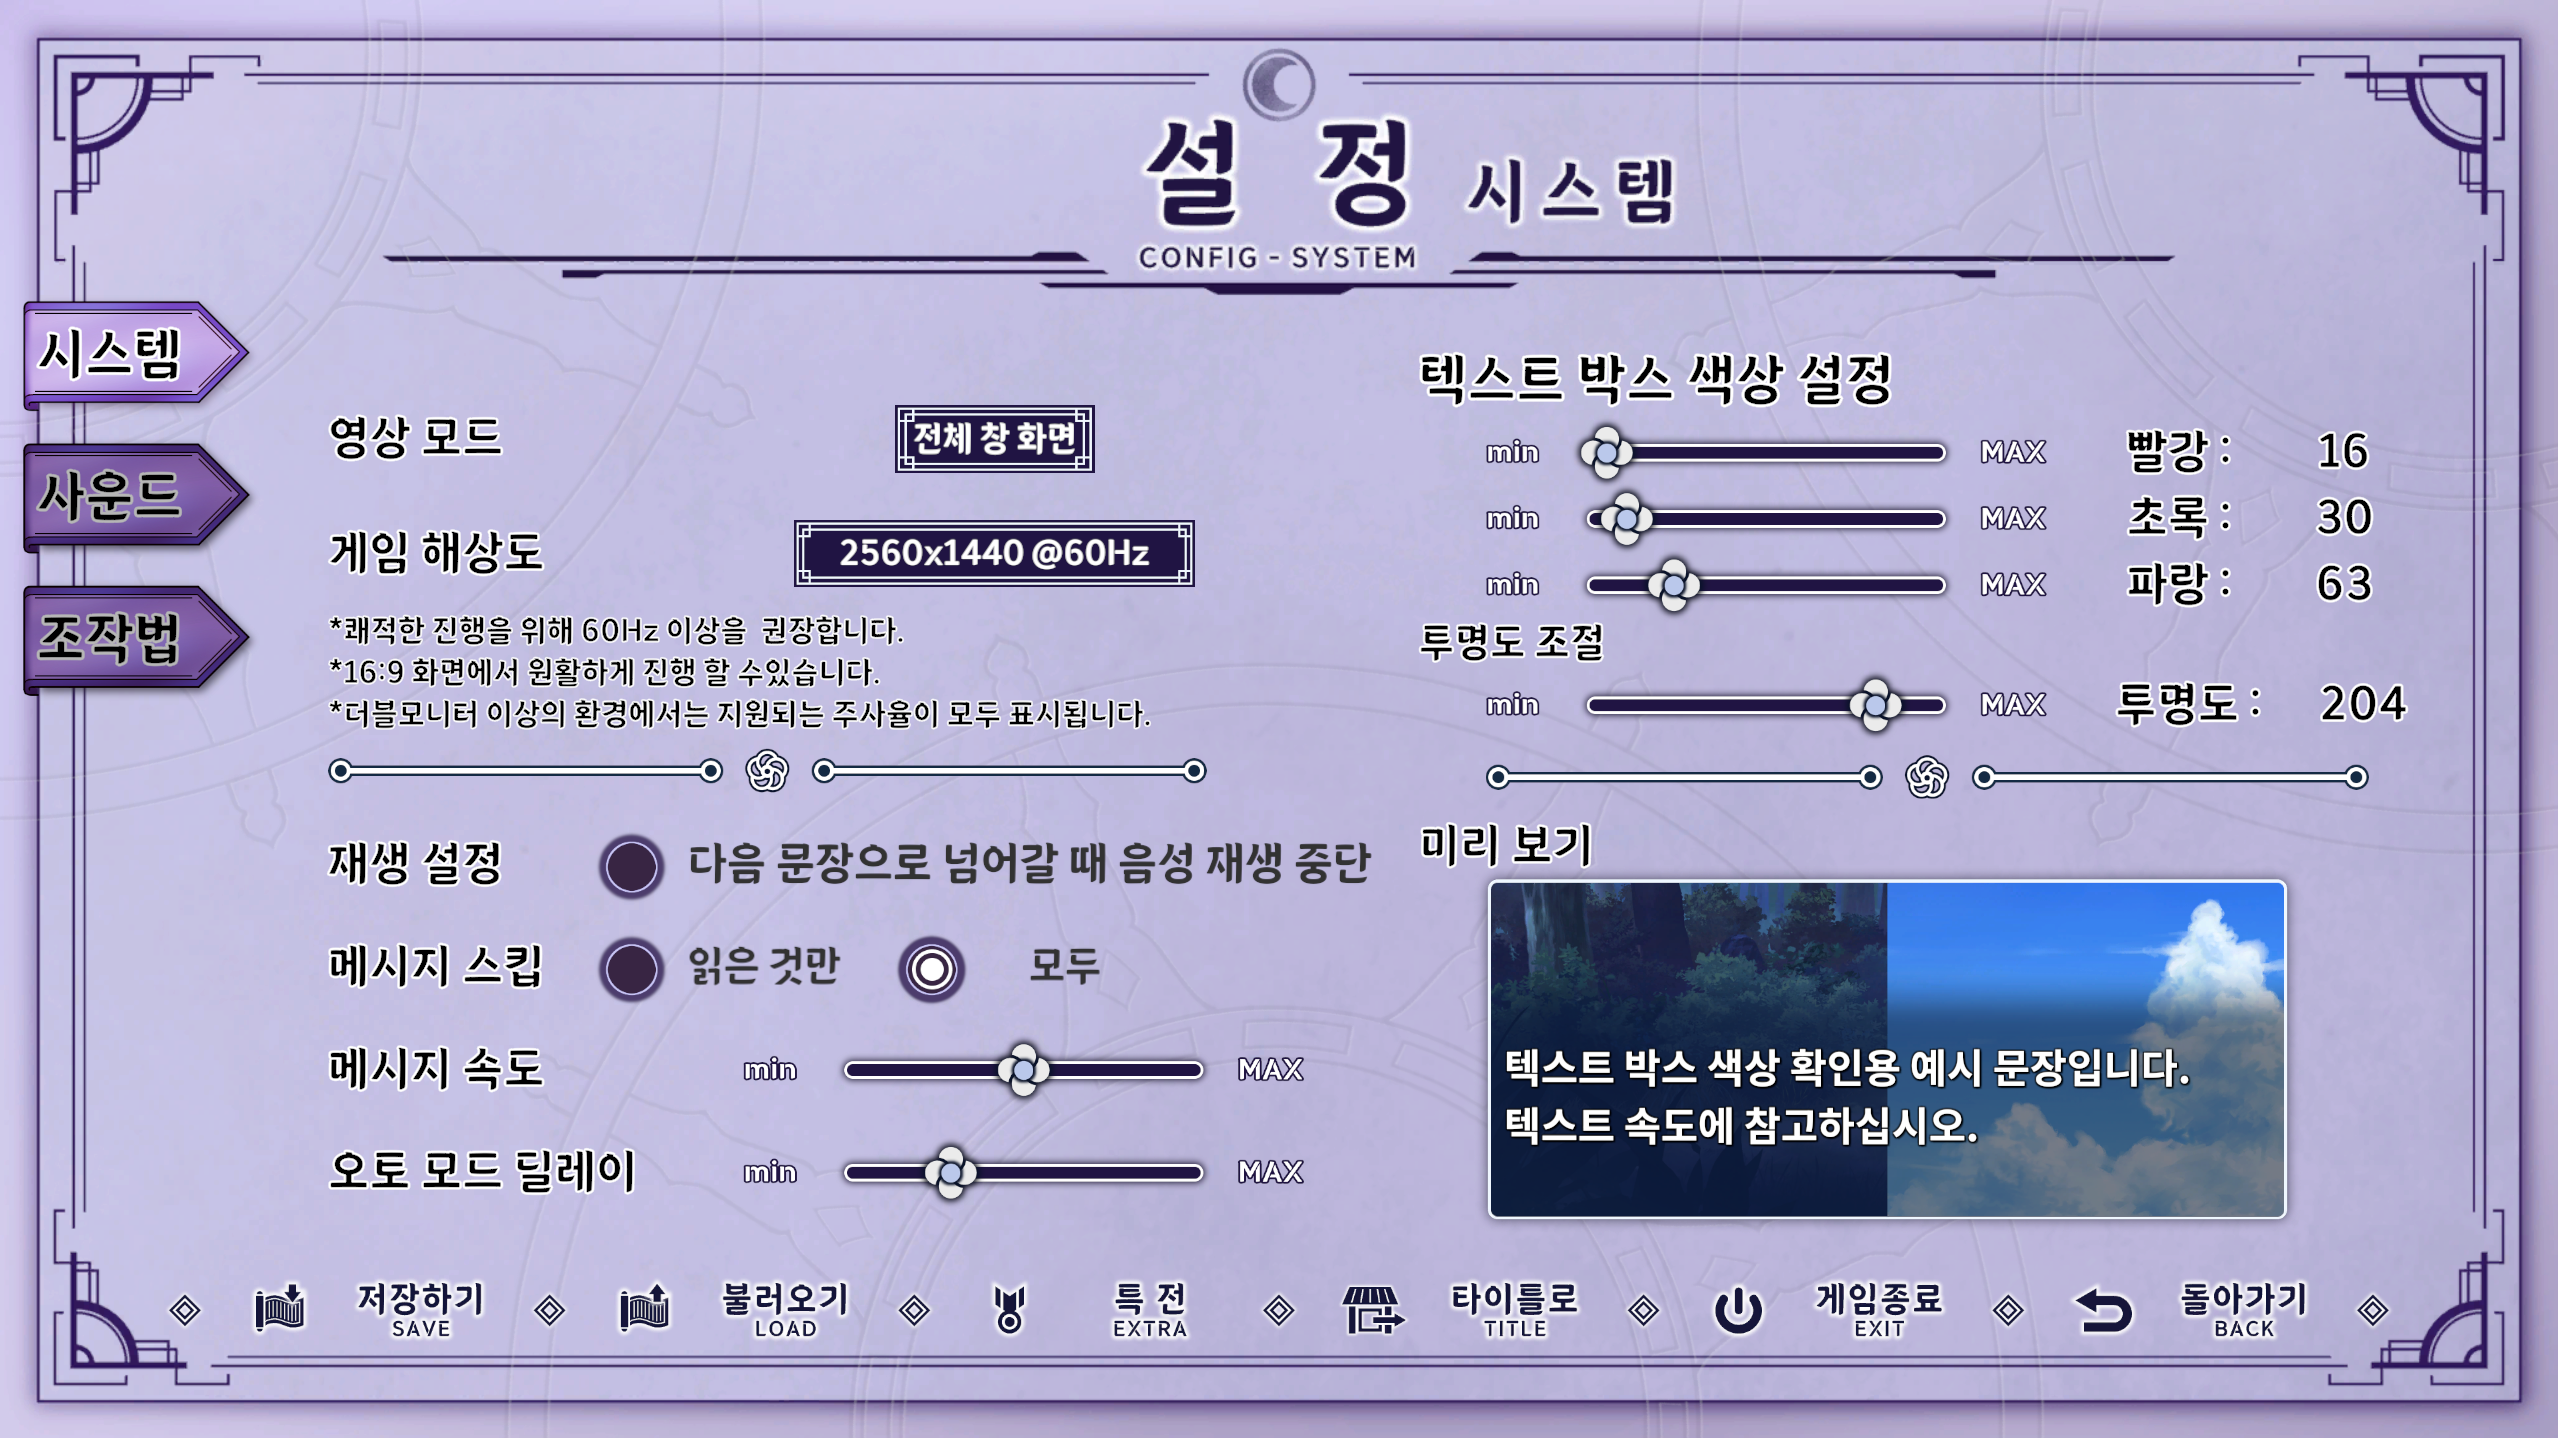 설 정 시스템
CONFIG - SYSTEM
시스템
사운드
조작법
영상 모드 전체 창 화면
게임 해상도 2560x1440 @60Hz
*쾌적한 진행을 위해 60Hz 이상을  권장합니다.
*16:9 화면에서 원활하게 진행 할 수있습니다.
*더블모니터 이상의 환경에서는 지원되는 주사율이 모두 표시됩니다.
재생 설정 다음 문장으로 넘어갈 때 음성 재생 중단
메시지 스킵 읽은 것만 모두
메시지 속도 min MAX
오토 모드 딜레이 min MAX
텍스트 박스 색상 설정
min MAX 빨강 : 16
min MAX 초록 : 30
min MAX 파랑 : 63
투명도 조절
min MAX 투명도 : 204
미리 보기
텍스트 박스 색상 확인용 예시 문장입니다.
텍스트 속도에 참고하십시오.
저장하기
SAVE
불러오기
LOAD
특 전
EXTRA
타이틀로
TITLE
게임종료
EXIT
돌아가기
BACK